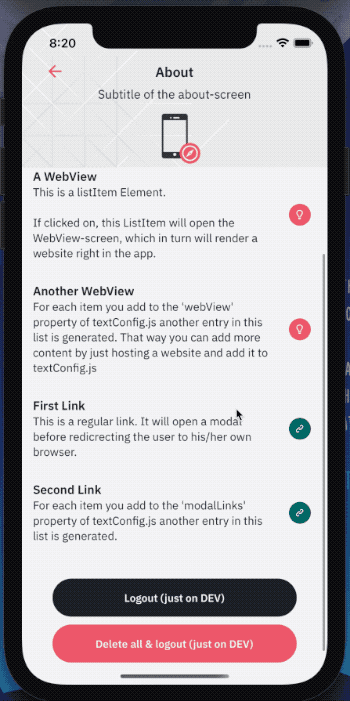 8:20
About
Subtitle of the about-screen
A WebView
This is a listItem Element.
If clicked on, this ListItem will open the
WebView-screen, which in turn will render a
website right in the app.
Another WebView
For each item you add to the 'webView'
property of textConfig.js another entry in this
list is generated. That way you can add more
content by just hosting a website and add it to
textConfig.js
First Link
This is a regular link. It will open a modal
before redicrecting the user to his/her own
browser.
Second Link
For each item you add to the 'modalLinks'
property of textConfig.js another entry in this
list is generated.
Logout (just on DEV)
Delete all & logout (just on DEV)